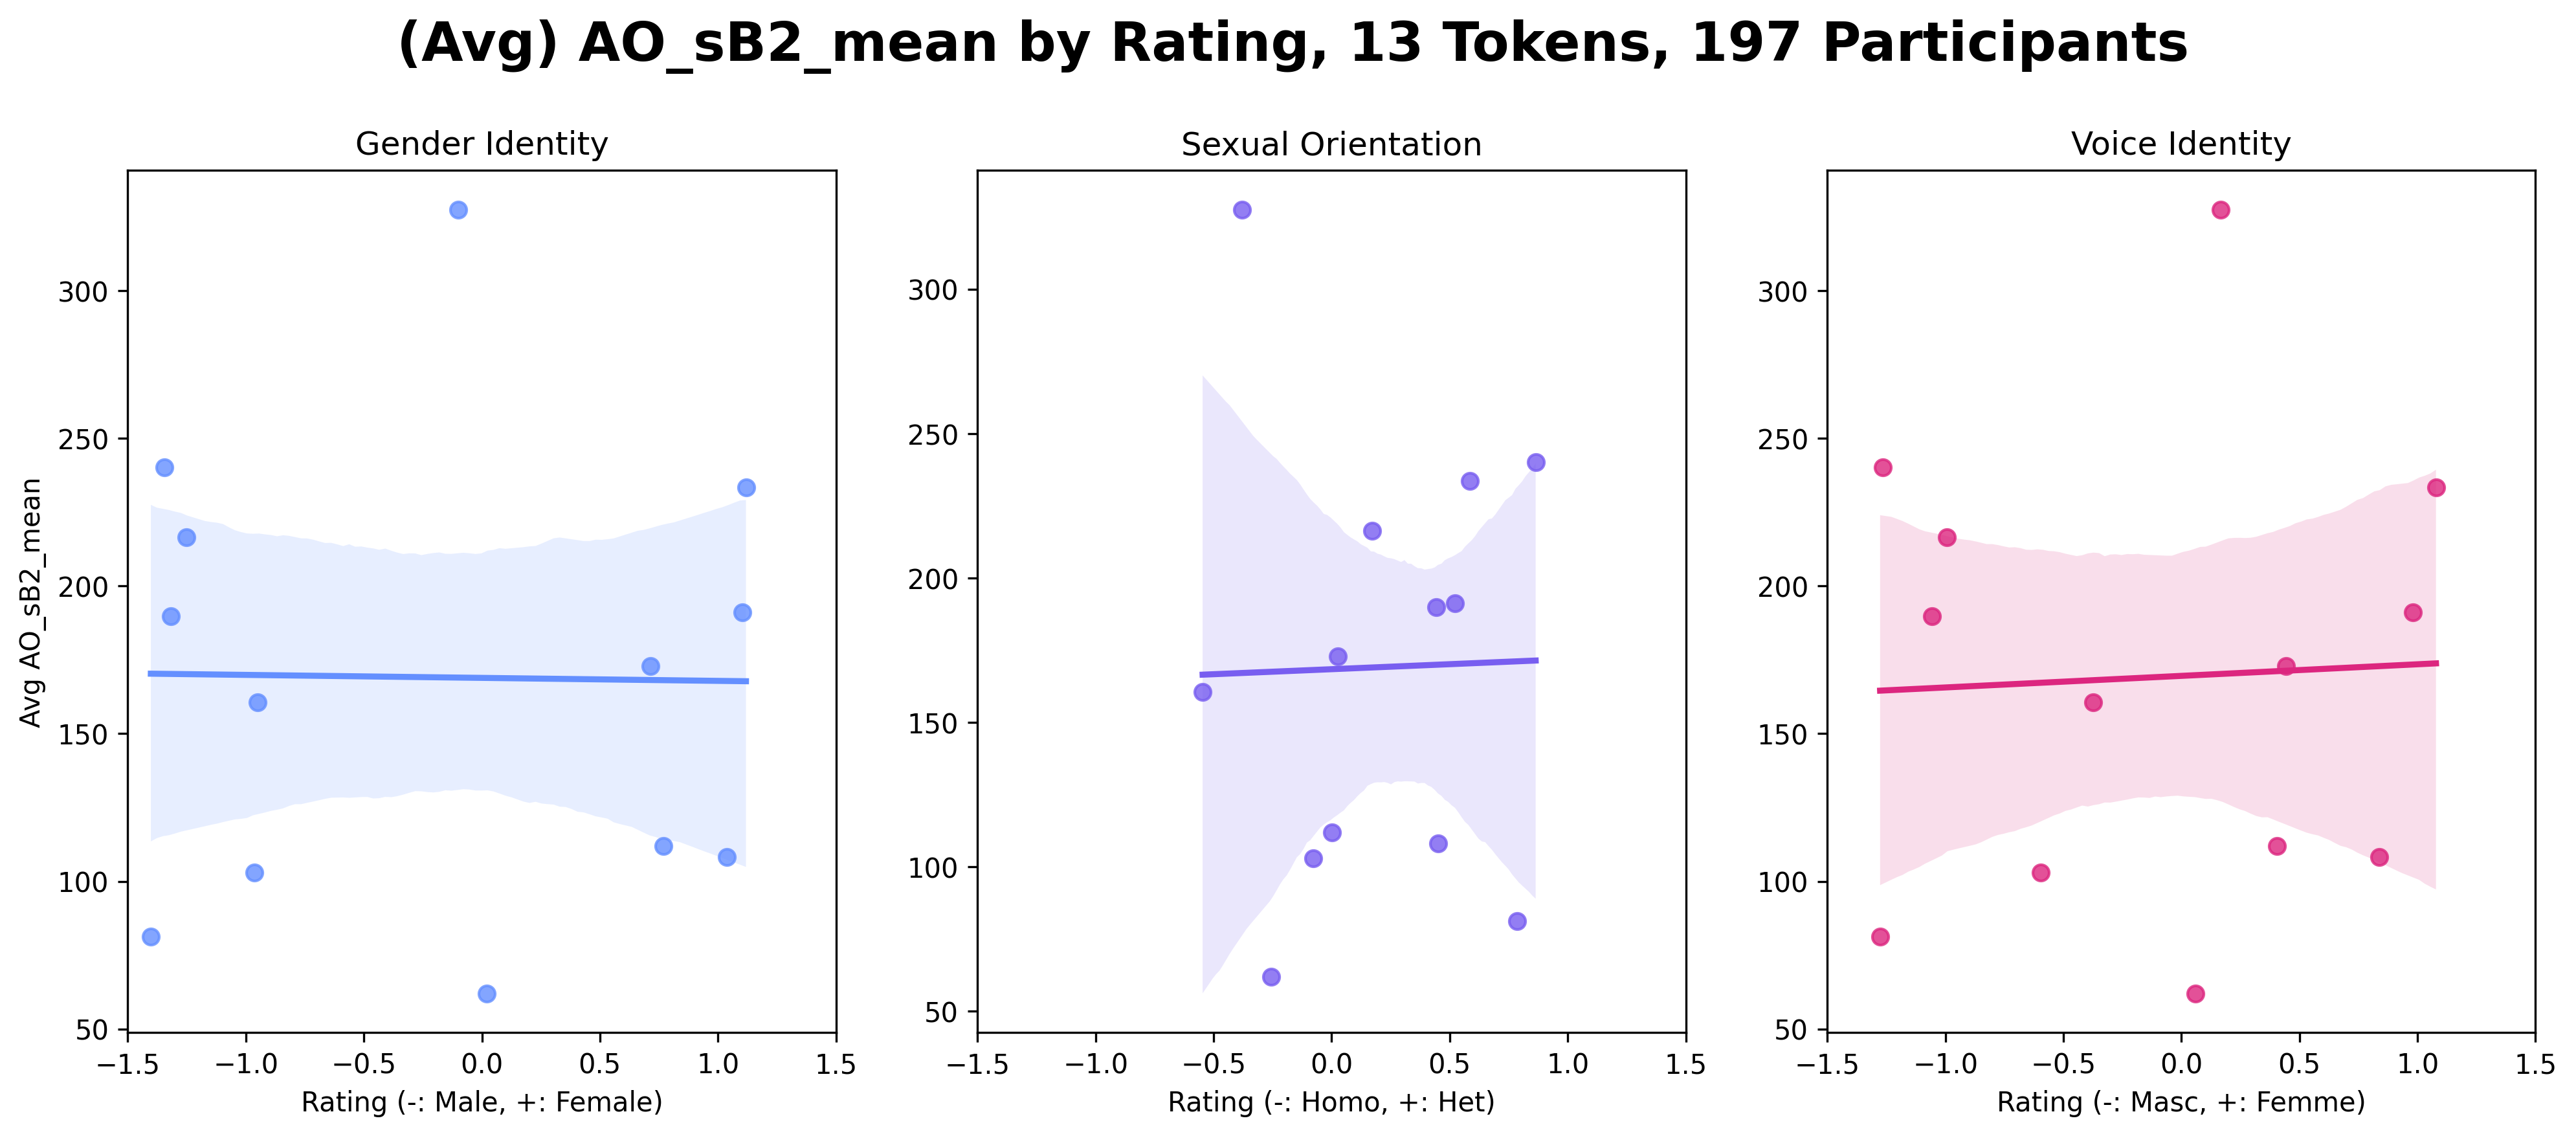 (Avg) AO_sB2_mean by Rating, 13 Tokens, 197 Participants
Gender Identity
Sexual Orientation
Voice Identity
Avg AO_sB2_mean
300
250
200
150
100
50
−1.5 −1.0 −0.5 0.0 0.5 1.0 1.5
Rating (-: Male, +: Female)
300
250
200
150
100
50
−1.5 −1.0 −0.5 0.0 0.5 1.0 1.5
Rating (-: Homo, +: Het)
300
250
200
150
100
50
−1.5 −1.0 −0.5 0.0 0.5 1.0 1.5
Rating (-: Masc, +: Femme)